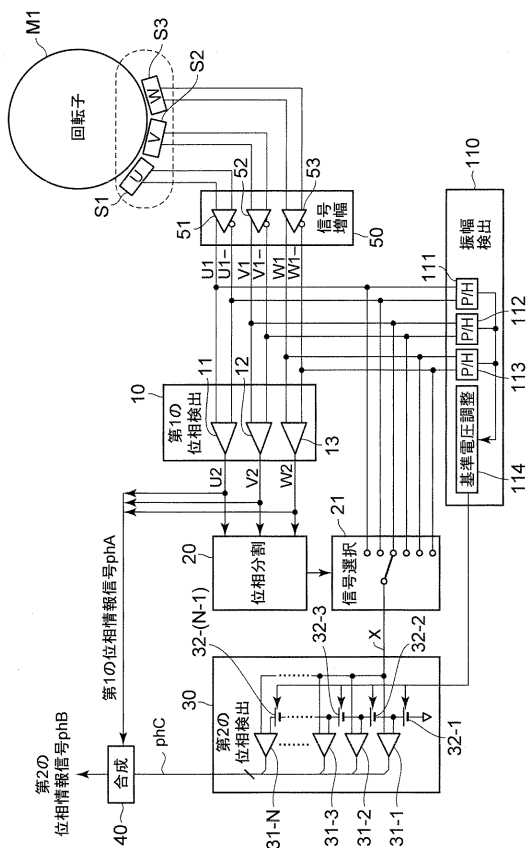 M1
回転子
S3
S2
S1
U
V
W
51
52
53
信号
増幅
50
U1
U1−
V1
V1−
W1
W1−
110
振幅
検出
111
P/H
112
P/H
113
P/H
基準電圧調整
114
10
第1の
位相検出
11
12
13
U2
V2
W2
20
位相分割
21
信号選択
X
第1の位相情報信号phA
30
第2の
位相検出
32-(N-1)
32-3
32-2
32-1
31-N
31-3
31-2
31-1
phC
合成
40
第2の
位相情報信号phB